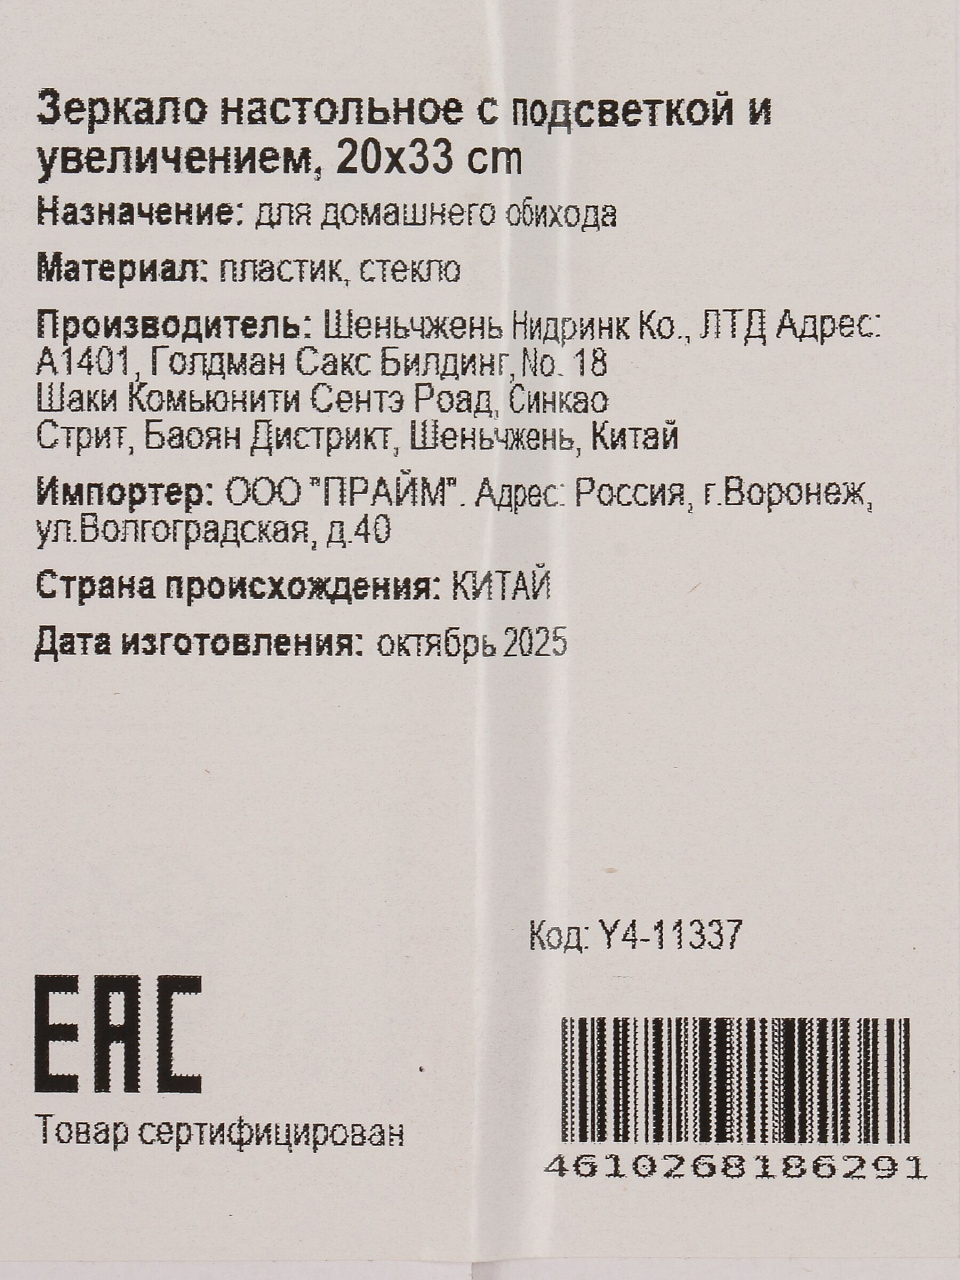 Зеркало настольное с подсветкой и
увеличением, 20x33 cm
Назначение: для домашнего обихода
Материал: пластик, стекло
Производитель: Шеньчжень Нидринк Ко., ЛТД Адрес:
А1401, Голдман Сакс Билдинг, No. 18
Шаки Комьюнити Сентэ Роад, Синкао
Стрит, Баоян Дистрикт, Шеньчжень, Китай
Импортер: ООО "ПРАЙМ". Адрес: Россия, г.Воронеж,
ул.Волгоградская, д.40
Страна происхождения: КИТАЙ
Дата изготовления: октябрь 2025
Код: Y4-11337
EAC
Товар сертифицирован
4610268186291